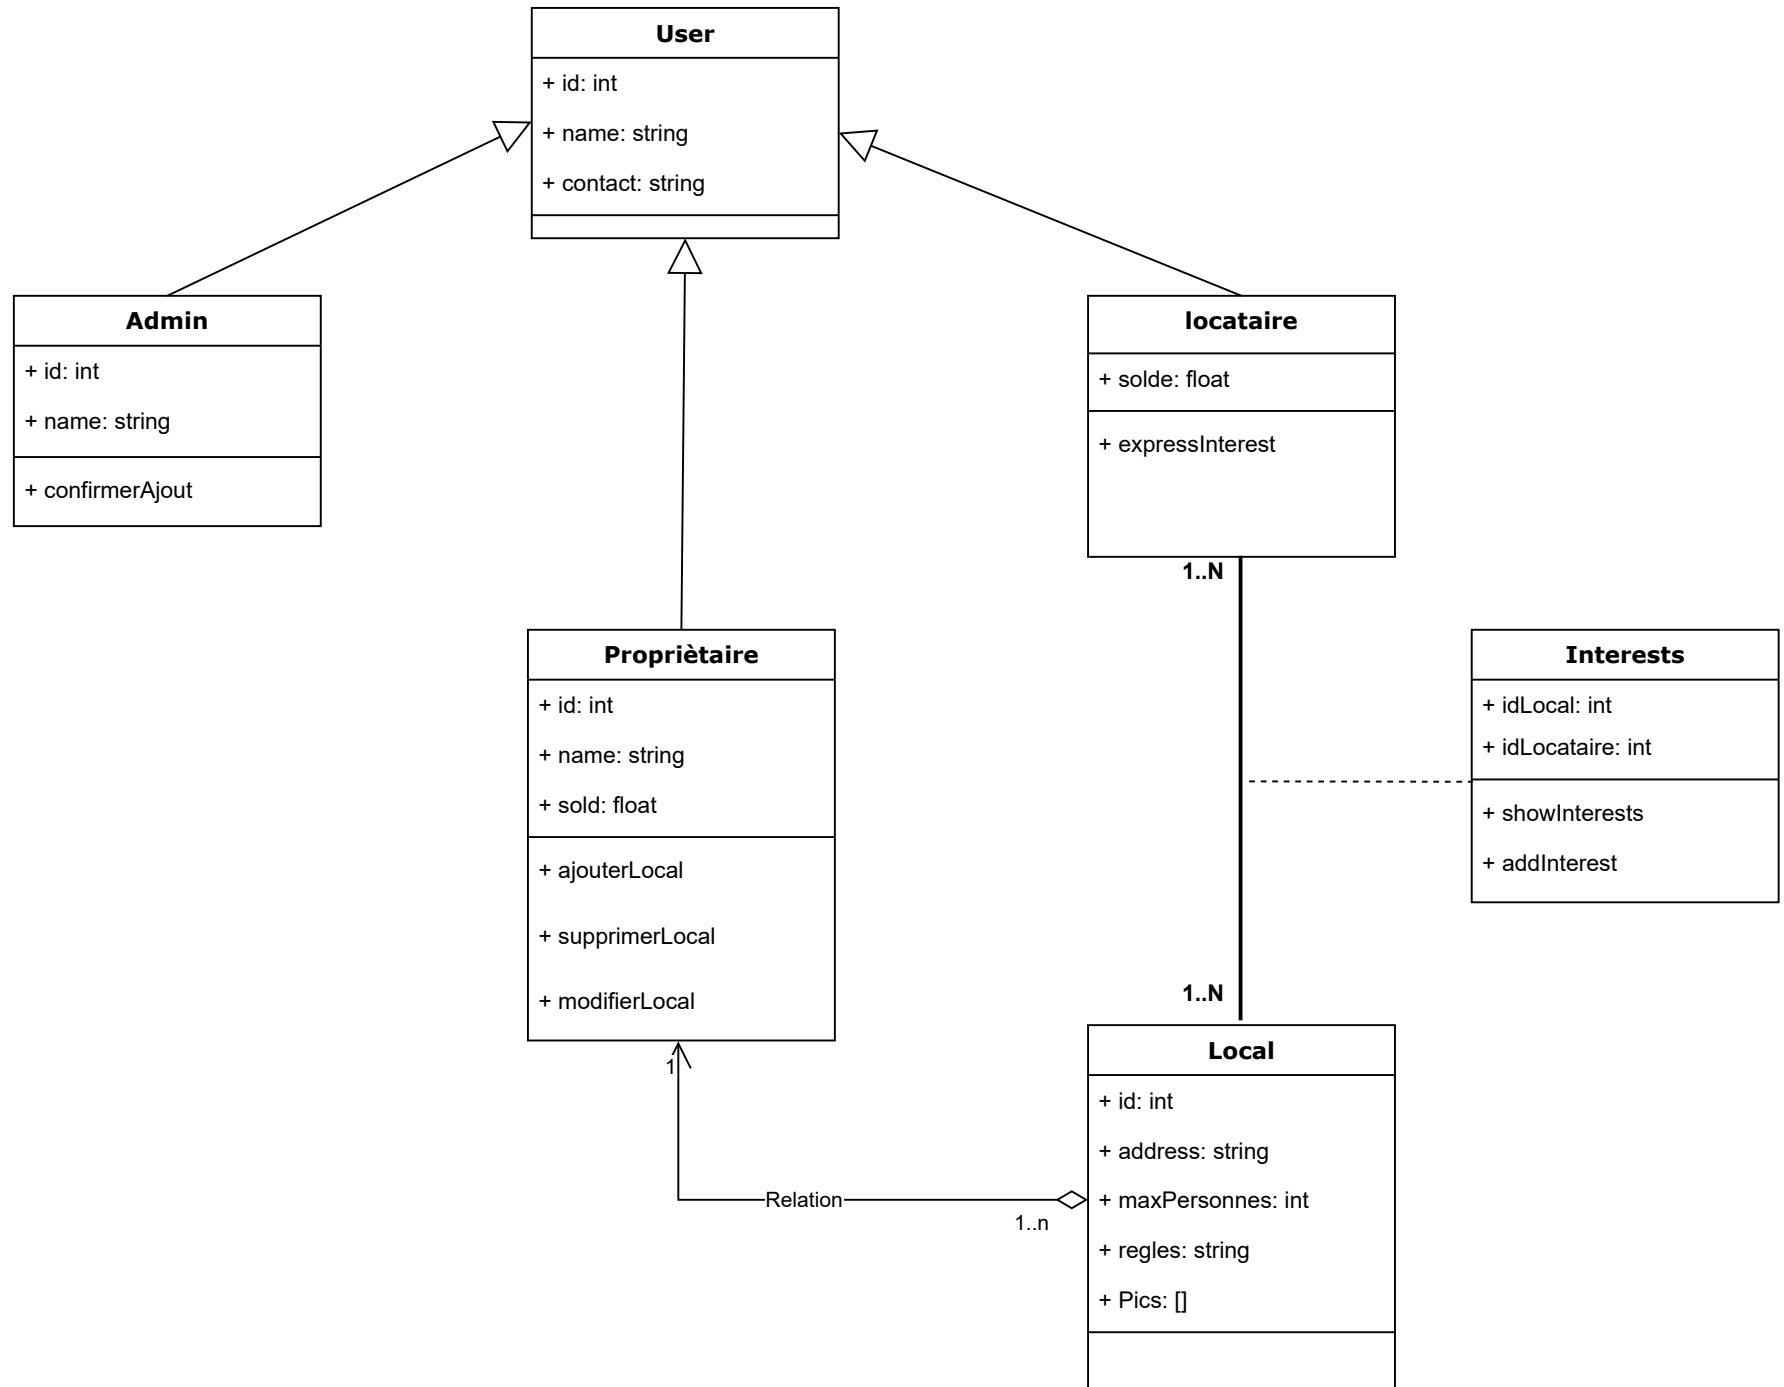 User
+ id: int
+ name: string
+ contact: string
Admin
+ id: int
+ name: string
+ confirmerAjout
locataire
+ solde: float
+ expressInterest
1..N
Propriètaire
+ id: int
+ name: string
+ sold: float
+ ajouterLocal
+ supprimerLocal
+ modifierLocal
1
Interests
+ idLocal: int
+ idLocataire: int
+ showInterests
+ addInterest
1..N
Relation
1..n
Local
+ id: int
+ address: string
+ maxPersonnes: int
+ regles: string
+ Pics: []